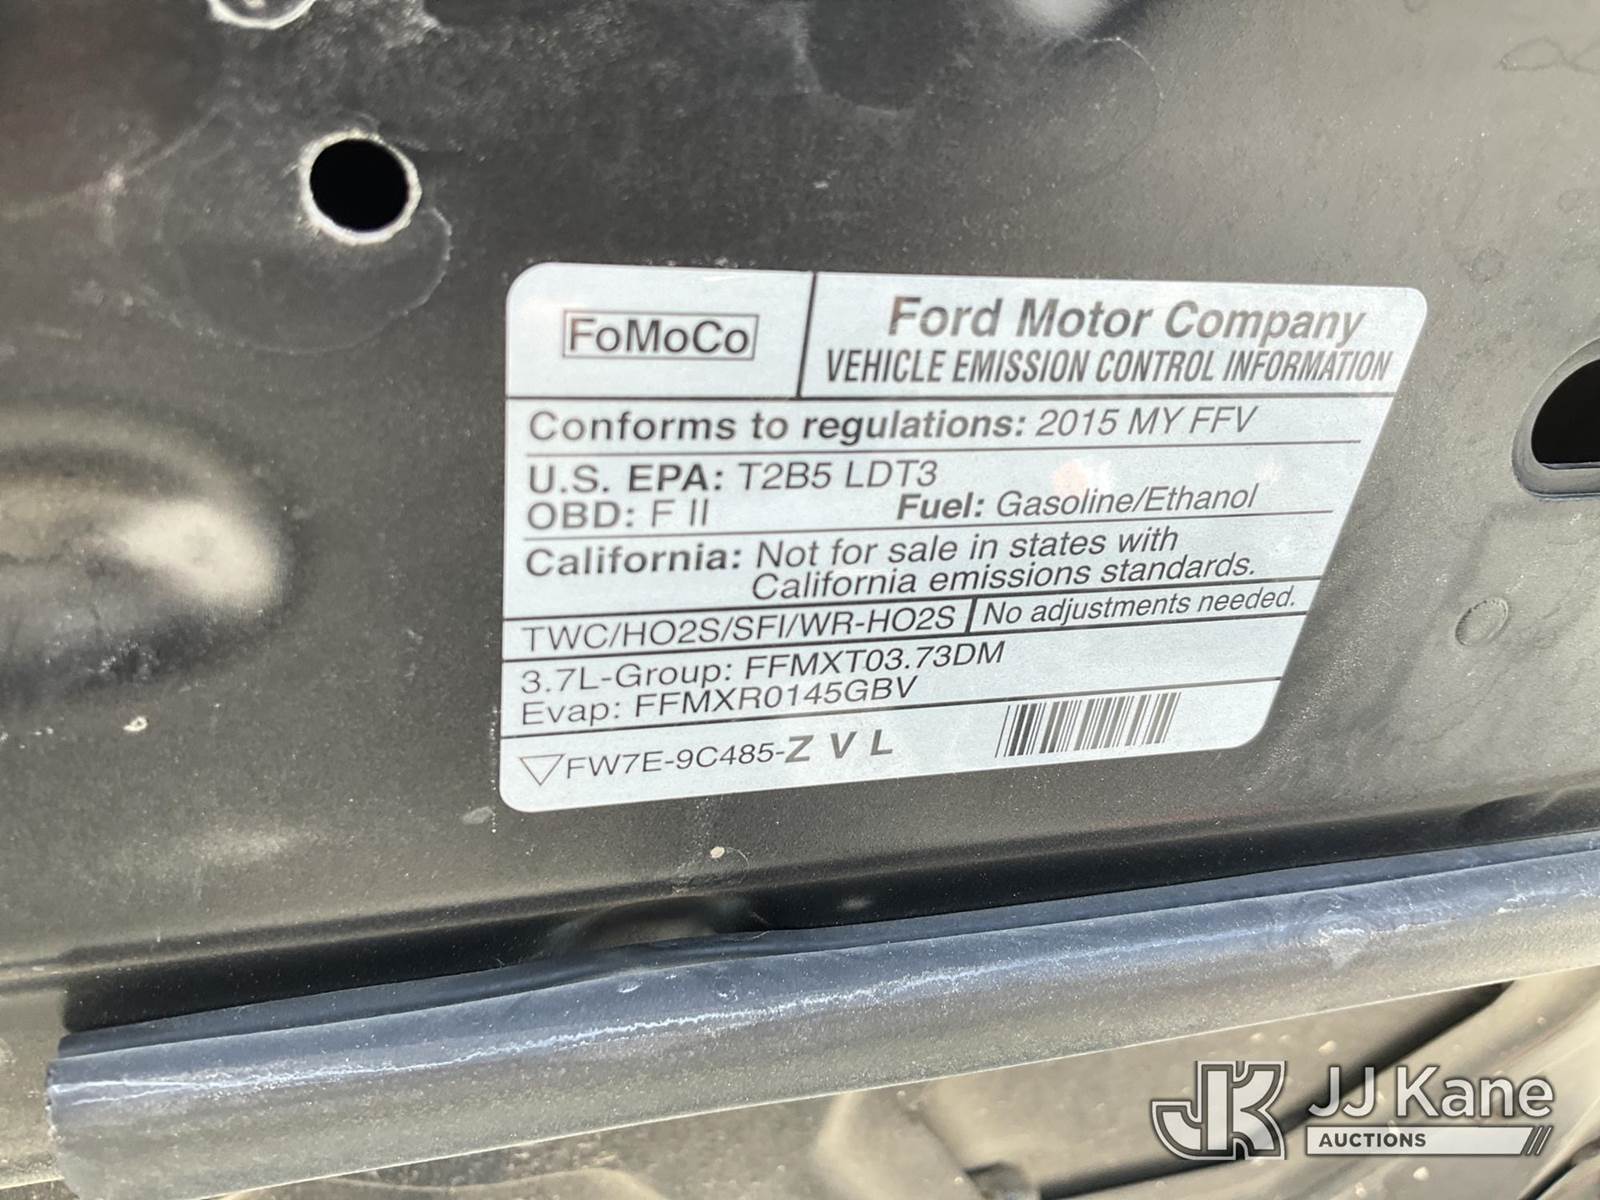 FoMoCo
Ford Motor Company
VEHICLE EMISSION CONTROL INFORMATION
Conforms to regulations: 2015 MY FFV
U.S. EPA: T2B5 LDT3
OBD: F II Fuel: Gasoline/Ethanol
California: Not for sale in states with
California emissions standards.
TWC/HO2S/SFI/WR-HO2S No adjustments needed.
3.7L-Group: FFMXT03.73DM
Evap: FFMXR0145GBV
FW7E-9C485-Z V L
JK JJ Kane
AUCTIONS